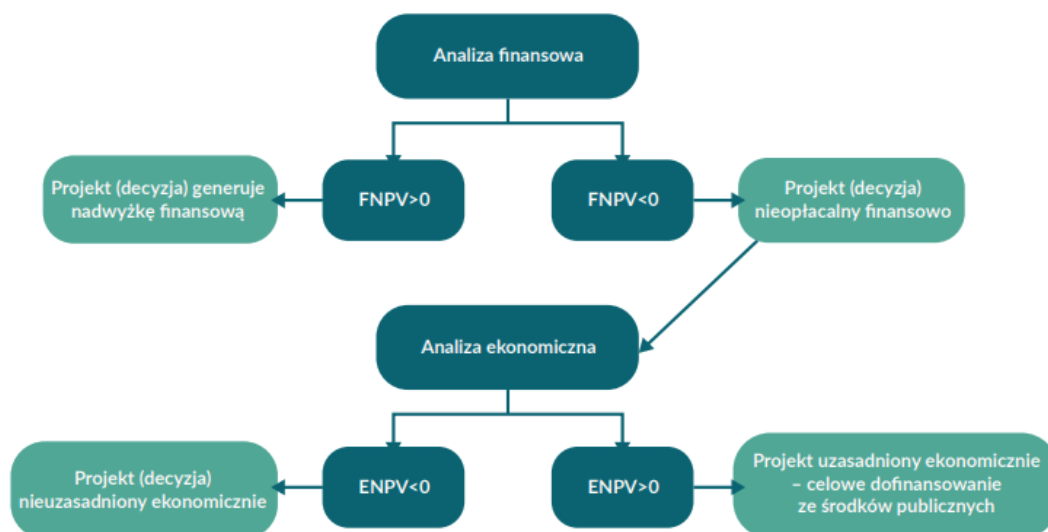 Analiza finansowa
Projekt (decyzja) generuje
nadwyżkę finansową
FNPV>0
FNPV<0
Projekt (decyzja)
nieopłacalny finansowo
Analiza ekonomiczna
Projekt (decyzja)
nieuzasadniony ekonomicznie
ENPV<0
ENPV>0
Projekt uzasadniony ekonomicznie
– celowe dofinansowanie
ze środków publicznych